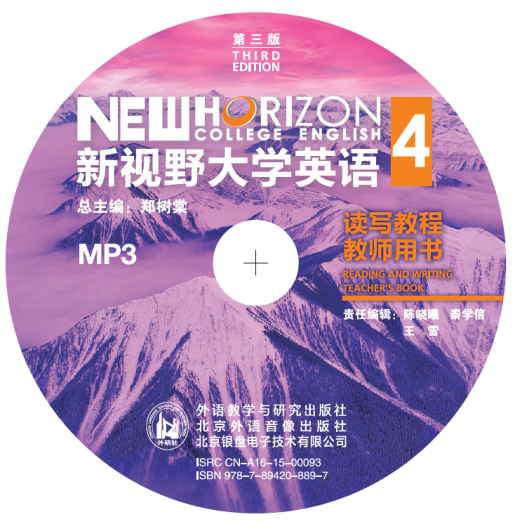 第三版
THIRD
EDITION
NEW HORIZON
COLLEGE ENGLISH
4
新视野大学英语
总主编：郑树棠
MP3
读写教程
教师用书
READING AND WRITING
TEACHER'S BOOK
责任编辑：陈晓曦 秦学信
王 雪
外研社
外语教学与研究出版社
北京外语音像出版社
北京银盘电子技术有限公司
ISRC CN-A16-15-00093
ISBN 978-7-89420-889-7